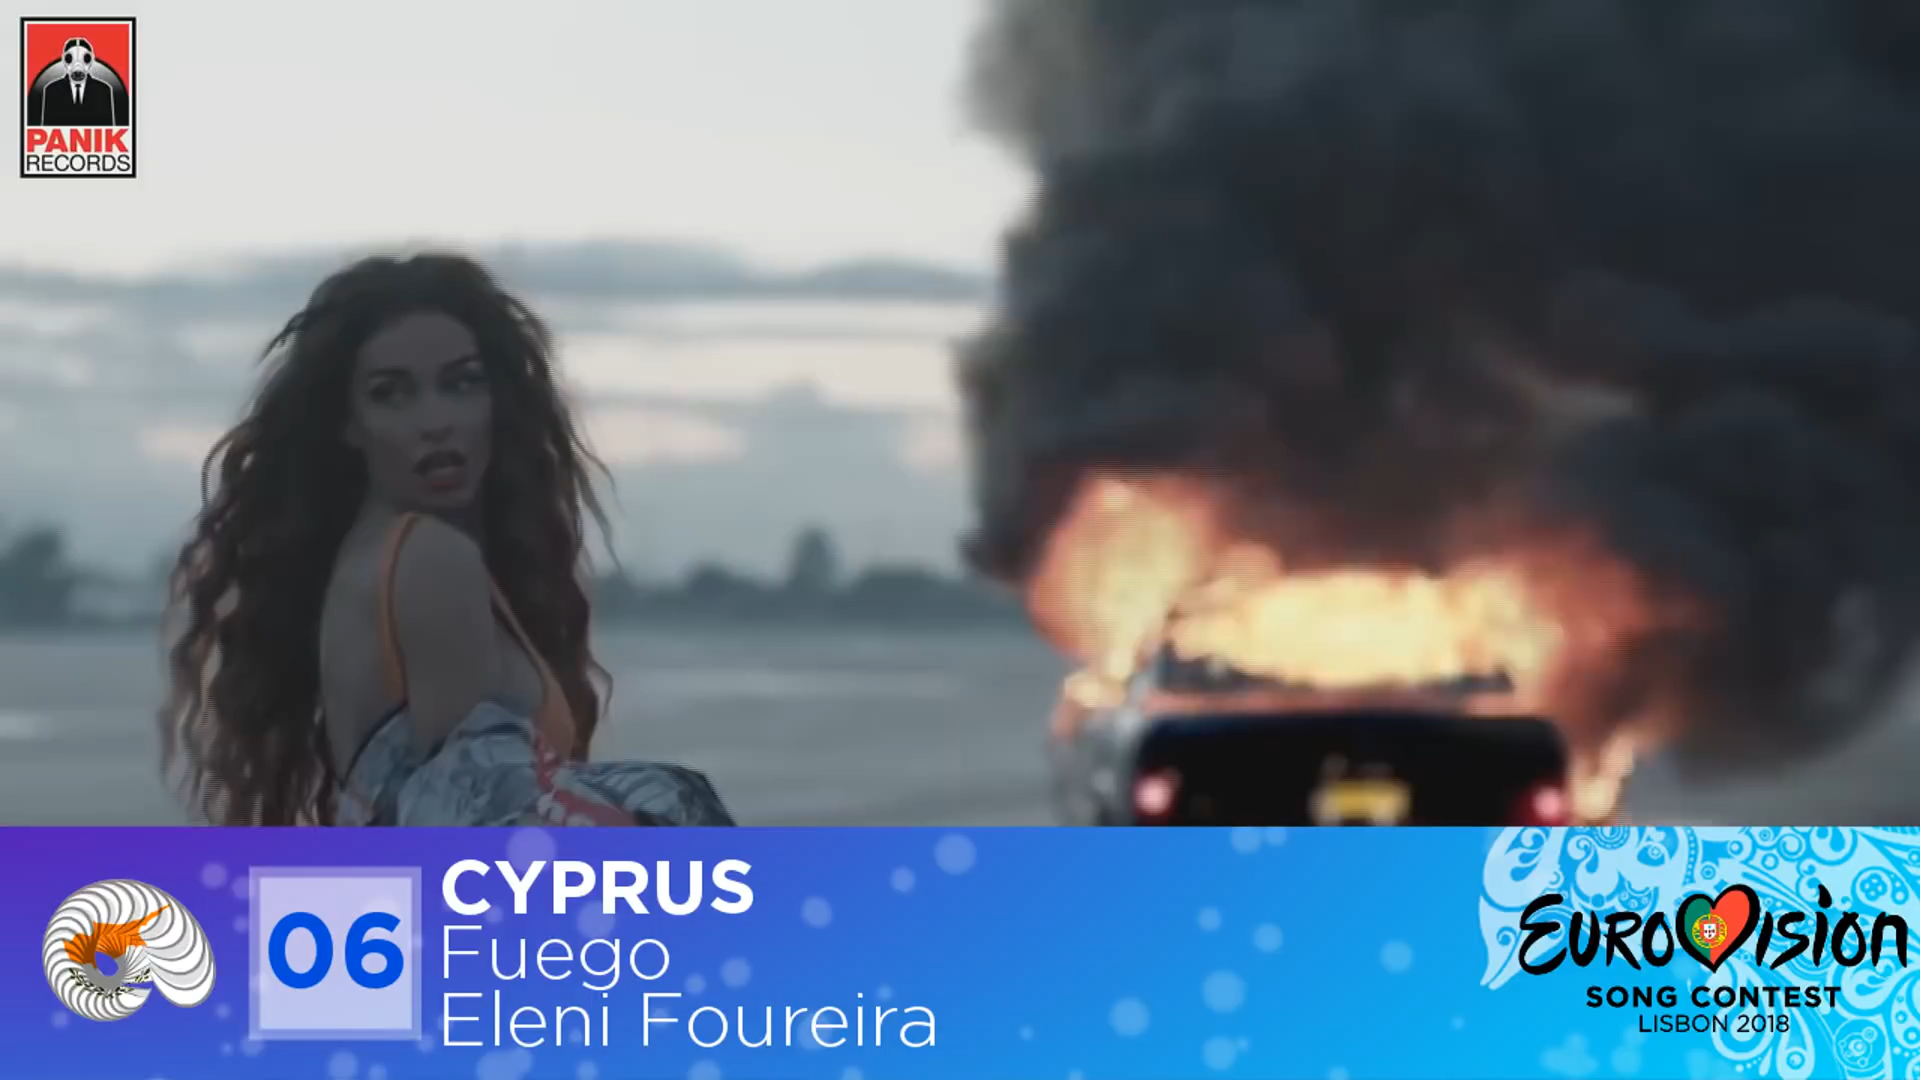 PANIK
RECORDS
06
CYPRUS
Fuego
Eleni Foureira
EUROVISION
SONG CONTEST
LISBON 2018